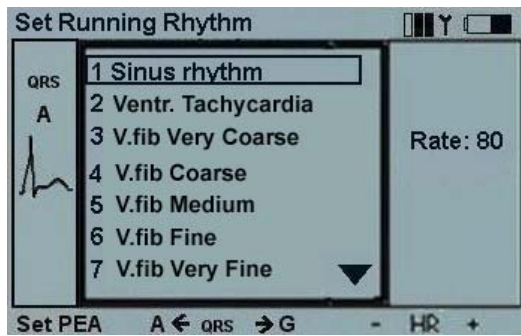 Set Running Rhythm
QRS
A
1 Sinus rhythm
2 Ventr. Tachycardia
3 V.fib Very Coarse
4 V.fib Coarse
5 V.fib Medium
6 V.fib Fine
7 V.fib Very Fine
Rate: 80
Set PEA A ← QRS → G - HR +